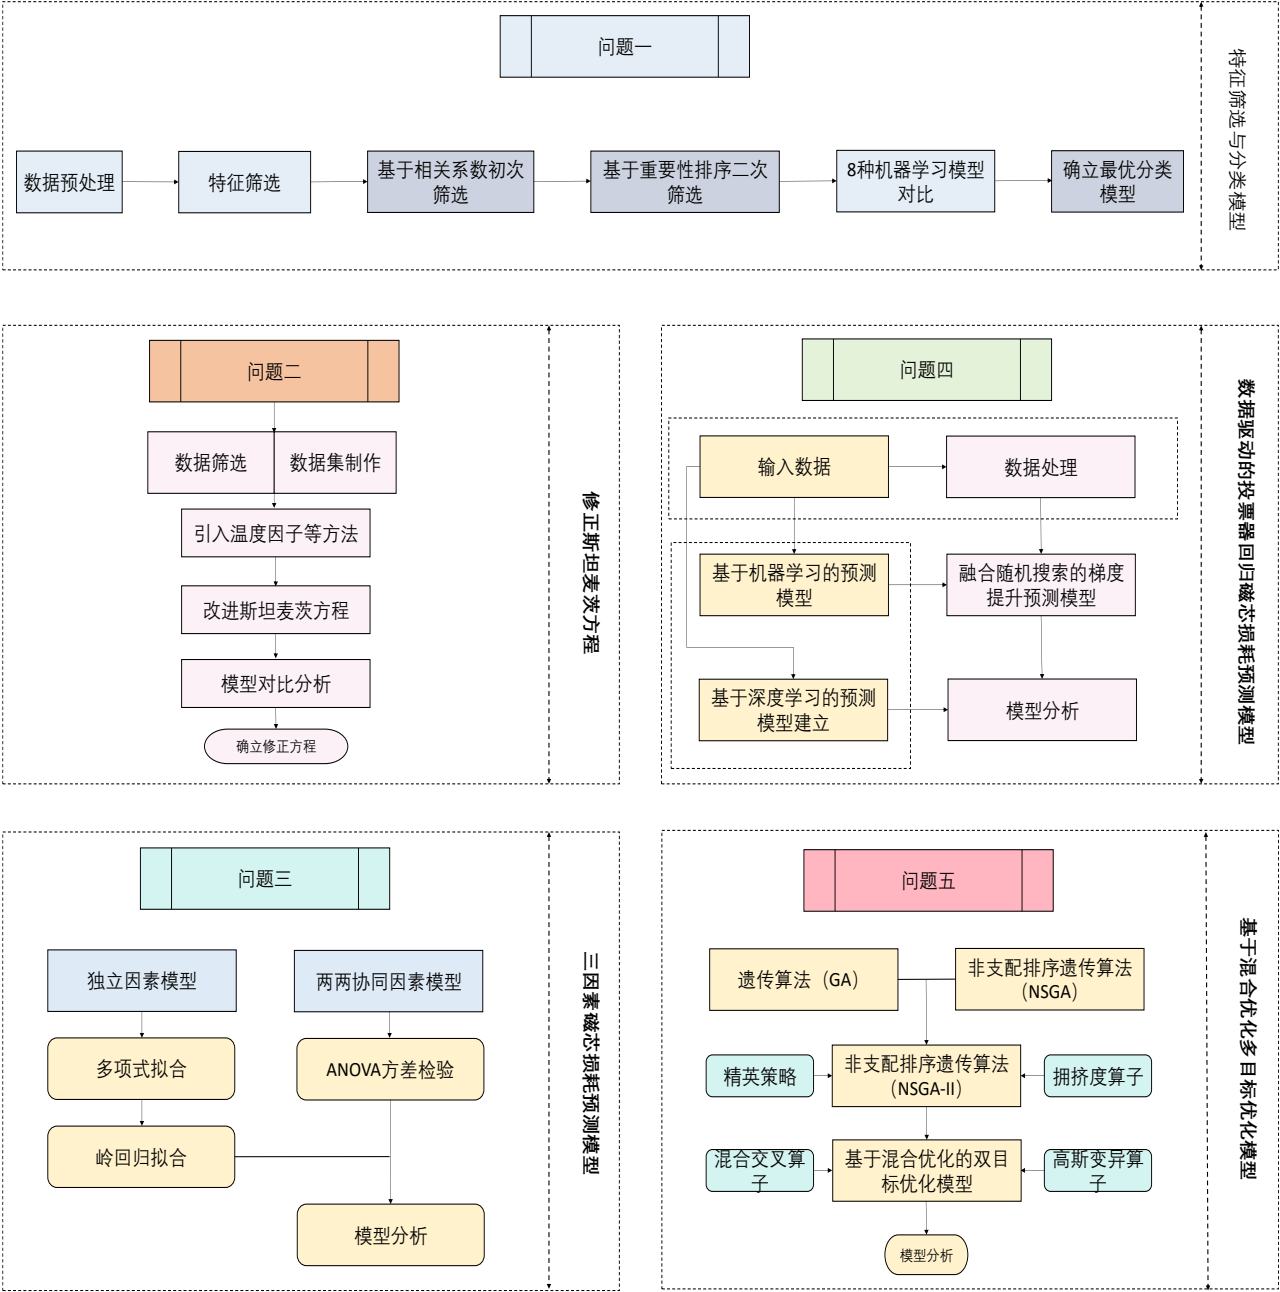 问题一
数据预处理
特征筛选
基于相关系数初次
筛选
基于重要性排序二次
筛选
8种机器学习模型
对比
确立最优分类
模型
特征筛选与分类模型
问题二
数据筛选
数据集制作
引入温度因子等方法
改进斯坦麦茨方程
模型对比分析
确立修正方程
修正斯坦麦茨方程
问题四
输入数据
数据处理
基于机器学习的预测
模型
融合随机搜索的梯度
提升预测模型
基于深度学习的预测
模型建立
模型分析
数据驱动的投票器回归磁芯损耗预测模型
问题三
独立因素模型
两两协同因素模型
多项式拟合
ANOVA方差检验
岭回归拟合
模型分析
三因素磁芯损耗预测模型
问题五
遗传算法（GA）
非支配排序遗传算法
（NSGA）
精英策略
非支配排序遗传算法
（NSGA-II）
拥挤度算子
混合交叉算
子
基于混合优化的双目
标优化模型
高斯变异算
子
模型分析
基于混合优化多目标优化模型